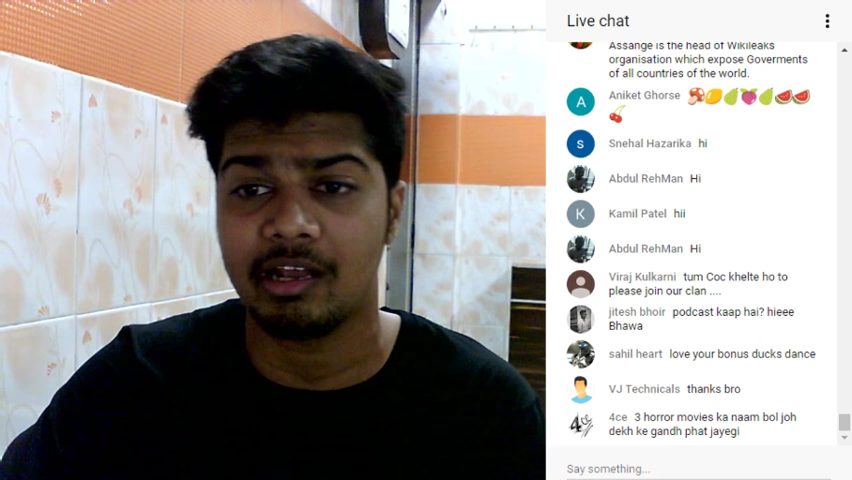 Live chat
Assange is the head of Wikileaks
organisation which expose Goverments
of all countries of the world.
A Aniket Ghorse 🍄🍋🍐🍑🍐🍉🍉
🍒
s Snehal Hazarika hi
Abdul RehMan Hi
K Kamil Patel hii
Abdul RehMan Hi
Viraj Kulkarni tum Coc khelte ho to
please join our clan ....
jitesh bhoir podcast kaap hai? hieee
Bhawa
sahil heart love your bonus ducks dance
VJ Technicals thanks bro
4ce 3 horror movies ka naam bol joh
dekh ke gandh phat jayegi
Say something...